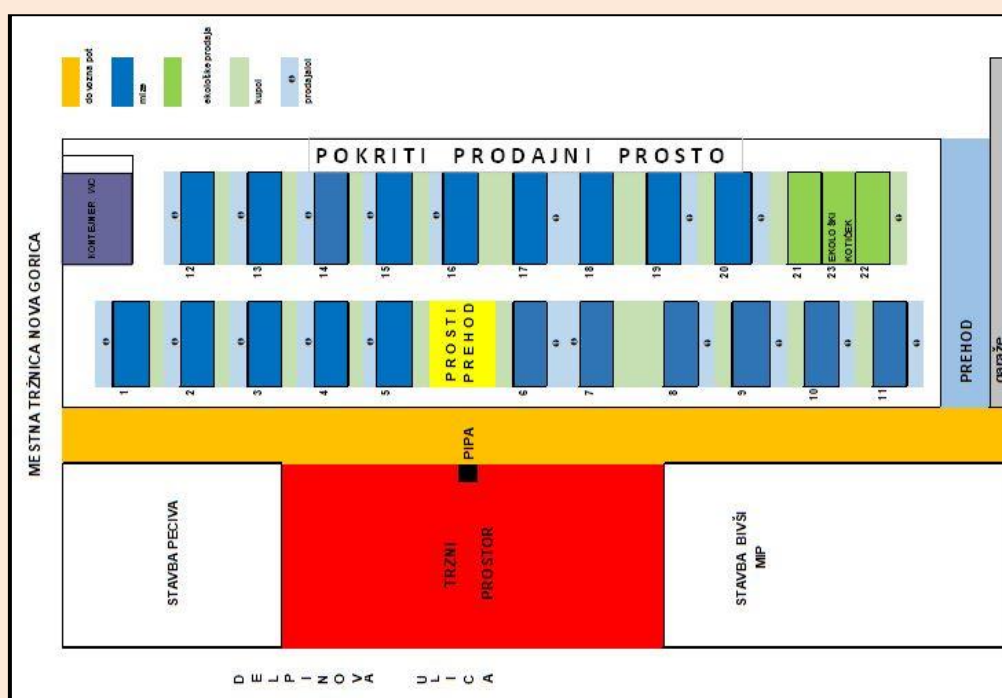 MESTNA TRŽNICA NOVA GORICA
dovozna pot
miza
ekološka prodaja
kupci
prodajalci
KONTEJNER WC
POKRITI PRODAJNI PROSTO
12
13
14
15
16
17
18
19
20
21
23
22
EKOLOŠKI
KOTIČEK
PROSTI
PREHOD
1
2
3
4
5
6
7
8
9
10
11
PREHOD
garaže
PIPA
STAVBA PECIVA
TRŽNI
PROSTOR
STAVBA BIVŠI
MIP
DELPINOVA ULICA